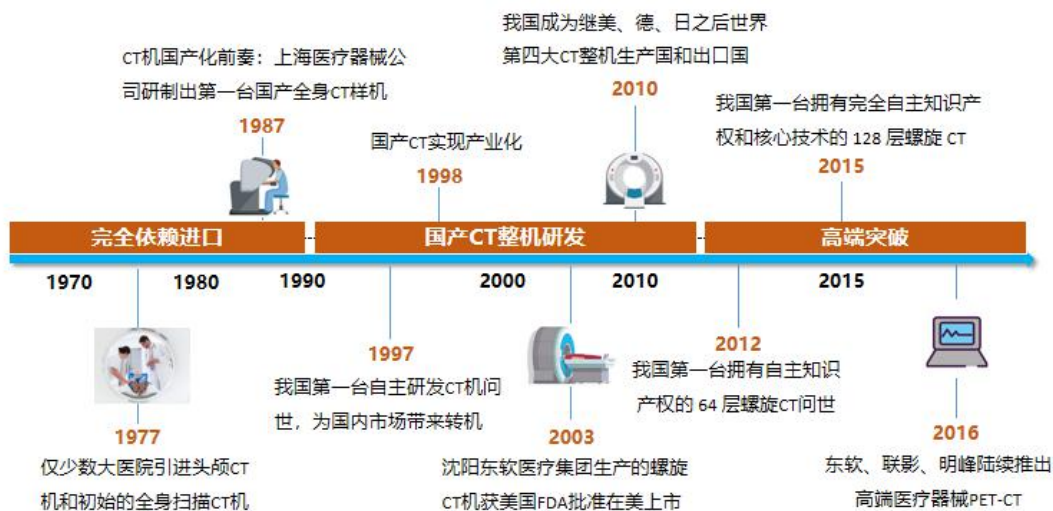 我国成为继美、德、日之后世界
第四大CT整机生产国和出口国
2010
CT机国产化前奏：上海医疗器械公
司研制出第一台国产全身CT样机
1987
国产CT实现产业化
1998
我国第一台拥有完全自主知识产
权和核心技术的 128 层螺旋 CT
2015
完全依赖进口
国产CT整机研发
高端突破
1970
1980
1990
2000
2010
2015
1977
仅少数大医院引进头颅CT
机和初始的全身扫描CT机
1997
我国第一台自主研发CT机问
世，为国内市场带来转机
2003
沈阳东软医疗集团生产的螺旋
CT机获美国FDA批准在美上市
2012
我国第一台拥有自主知识
产权的 64 层螺旋CT问世
2016
东软、联影、明峰陆续推出
高端医疗器械PET-CT